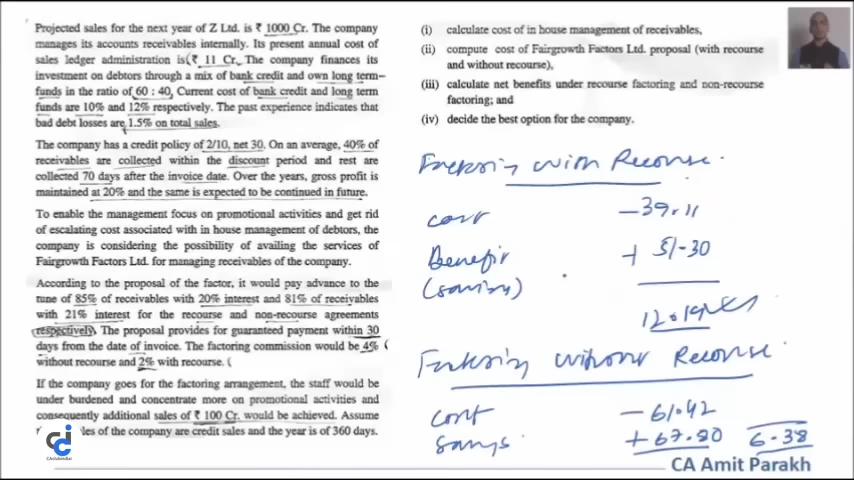 Projected sales for the next year of Z Ltd. is ₹ 1000 Cr. The company
manages its accounts receivables internally. Its present annual cost of
sales ledger administration is ₹ 11 Cr. The company finances its
investment on debtors through a mix of bank credit and own long term
funds in the ratio of 60 : 40. Current cost of bank credit and long term
funds are 10% and 12% respectively. The past experience indicates that
bad debt losses are 1.5% on total sales.
The company has a credit policy of 2/10, net 30. On an average, 40% of
receivables are collected within the discount period and rest are
collected 70 days after the invoice date. Over the years, gross profit is
maintained at 20% and the same is expected to be continued in future.
To enable the management focus on promotional activities and get rid
of escalating cost associated with in house management of debtors, the
company is considering the possibility of availing the services of
Fairgrowth Factors Ltd. for managing receivables of the company.
According to the proposal of the factor, it would pay advance to the
tune of 85% of receivables with 20% interest and 81% of receivables
with 21% interest for the recourse and non-recourse agreements
respectively. The proposal provides for guaranteed payment within 30
days from the date of invoice. The factoring commission would be 4%
without recourse and 2% with recourse.
If the company goes for the factoring arrangement, the staff would be
under burdened and concentrate more on promotional activities and
consequently additional sales of ₹ 100 Cr. would be achieved. Assume
les of the company are credit sales and the year is of 360 days.
CAclubindia
(i) calculate cost of in house management of receivables,
(ii) compute cost of Fairgrowth Factors Ltd. proposal (with recourse
and without recourse),
(iii) calculate net benefits under recourse factoring and non-recourse
factoring; and
(iv) decide the best option for the company.
Factoring with Recourse
cost -39.11
Benefit + 51.30
(savings)
12.19
Factoring without Recourse
cost -61.42
savings +67.80 6.38
CA Amit Parakh